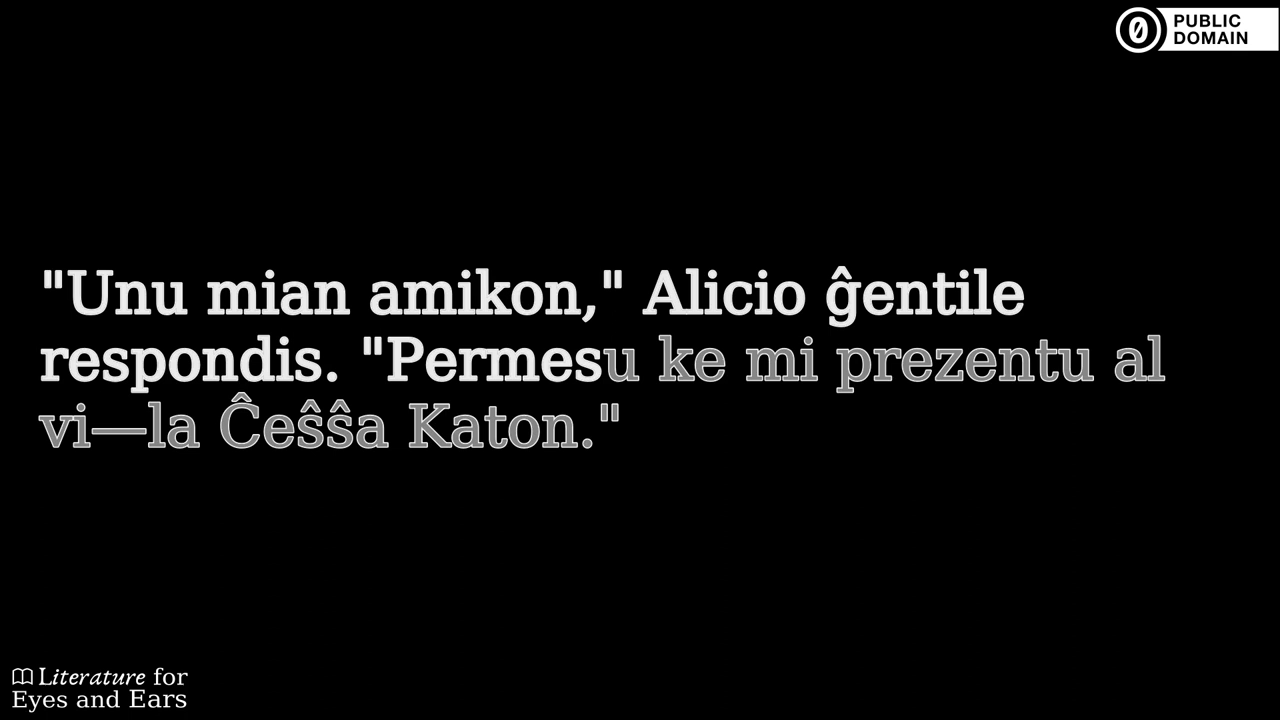 PUBLIC
DOMAIN
"Unu mian amikon," Alicio ĝentile
respondis. "Permesu ke mi prezentu al
vi—la Ĉeŝŝa Katon."
Literature for
Eyes and Ears